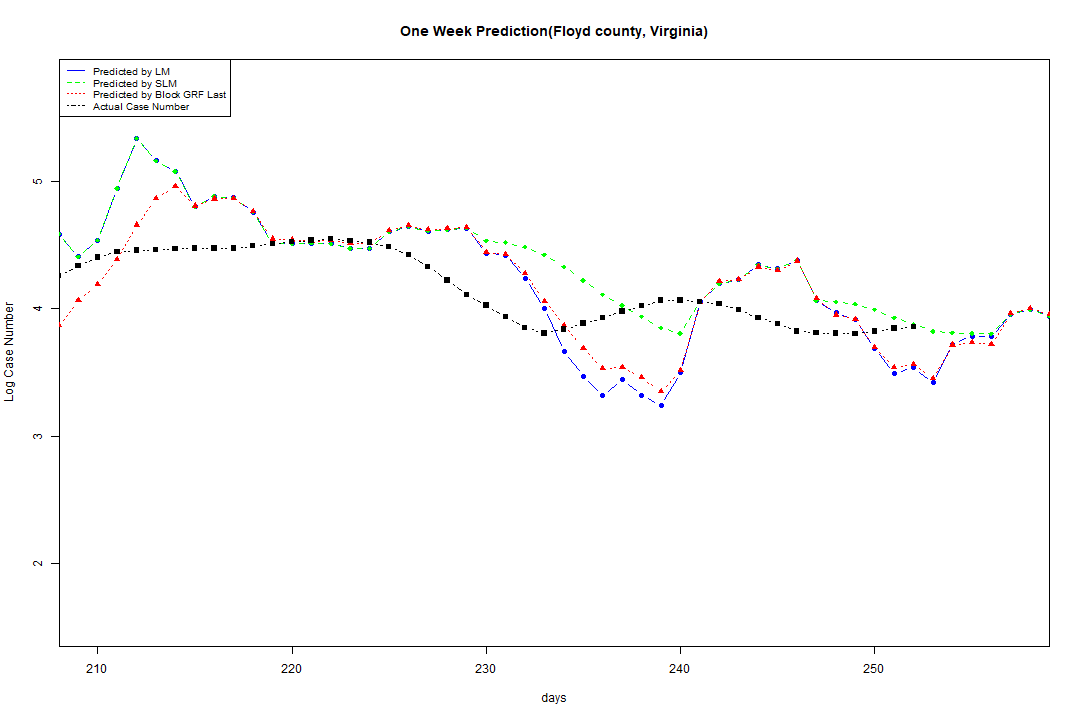 One Week Prediction(Floyd county, Virginia)
Predicted by LM
Predicted by SLM
Predicted by Block GRF Last
Actual Case Number
5
4
3
2
Log Case Number
210 220 230 240 250
days